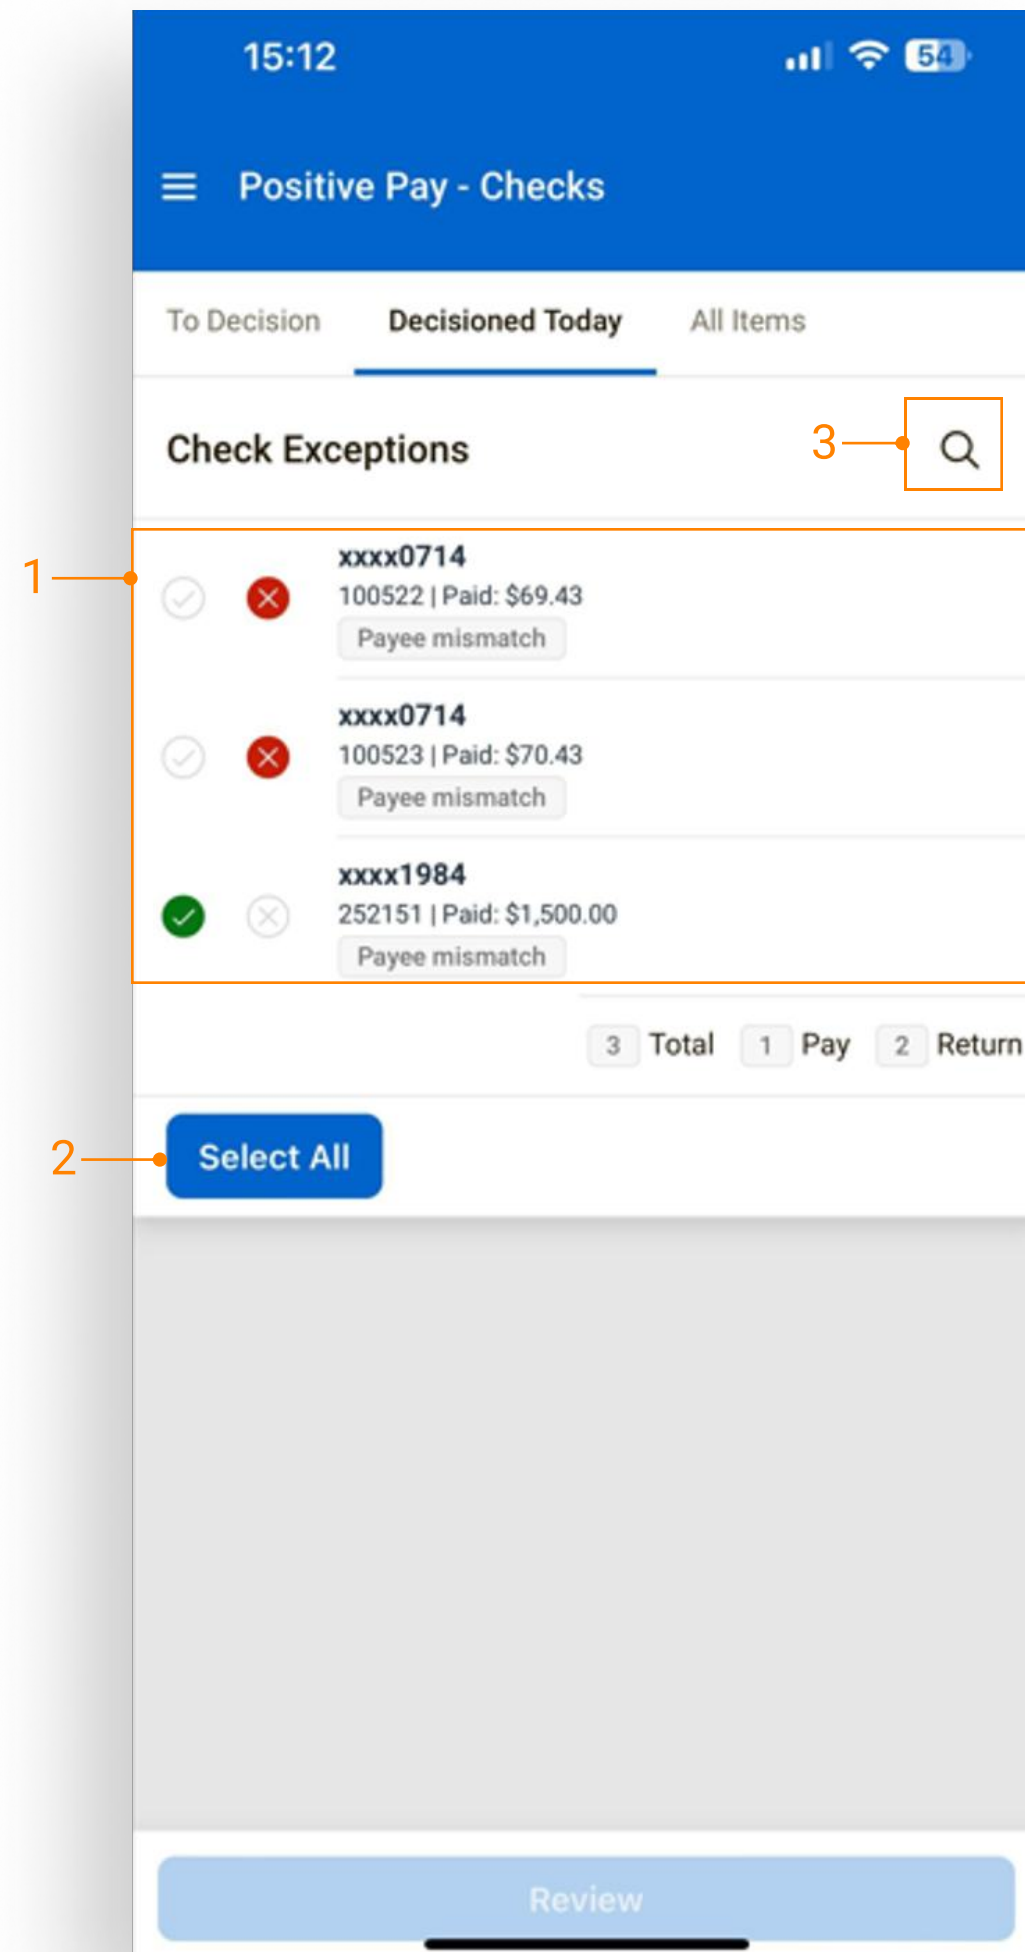 15:12 54
Positive Pay - Checks
To Decision Decisioned Today All Items
Check Exceptions 3
1
xxxx0714
100522 | Paid: $69.43
Payee mismatch
xxxx0714
100523 | Paid: $70.43
Payee mismatch
xxxx1984
252151 | Paid: $1,500.00
Payee mismatch
3 Total 1 Pay 2 Return
2 Select All
Review